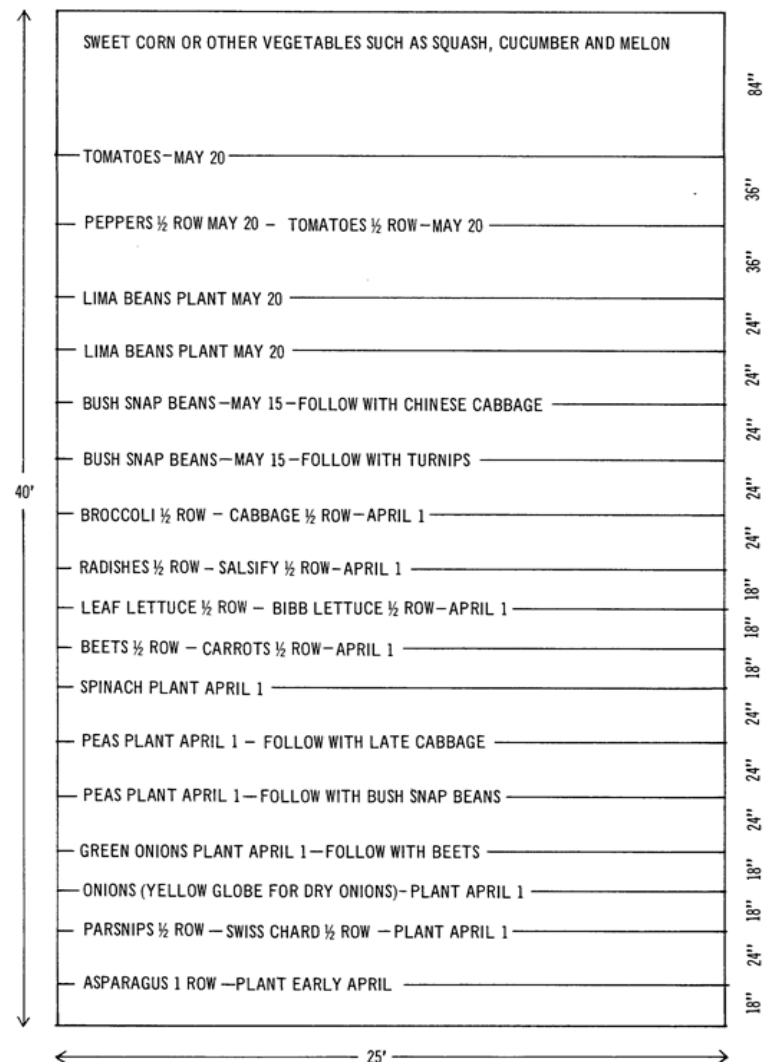 SWEET CORN OR OTHER VEGETABLES SUCH AS SQUASH, CUCUMBER AND MELON
84"
TOMATOES—MAY 20
36"
PEPPERS ½ ROW MAY 20 – TOMATOES ½ ROW—MAY 20
36"
LIMA BEANS PLANT MAY 20
24"
LIMA BEANS PLANT MAY 20
24"
BUSH SNAP BEANS—MAY 15—FOLLOW WITH CHINESE CABBAGE
24"
BUSH SNAP BEANS—MAY 15—FOLLOW WITH TURNIPS
24"
40'
BROCCOLI ½ ROW — CABBAGE ½ ROW—APRIL 1
24"
RADISHES ½ ROW — SALSIFY ½ ROW—APRIL 1
18"
LEAF LETTUCE ½ ROW — BIBB LETTUCE ½ ROW—APRIL 1
18"
BEETS ½ ROW — CARROTS ½ ROW—APRIL 1
18"
SPINACH PLANT APRIL 1
24"
PEAS PLANT APRIL 1 – FOLLOW WITH LATE CABBAGE
24"
PEAS PLANT APRIL 1—FOLLOW WITH BUSH SNAP BEANS
24"
GREEN ONIONS PLANT APRIL 1—FOLLOW WITH BEETS
18"
ONIONS (YELLOW GLOBE FOR DRY ONIONS)–PLANT APRIL 1
18"
PARSNIPS ½ ROW —SWISS CHARD ½ ROW — PLANT APRIL 1
24"
ASPARAGUS 1 ROW —PLANT EARLY APRIL
18"
25'